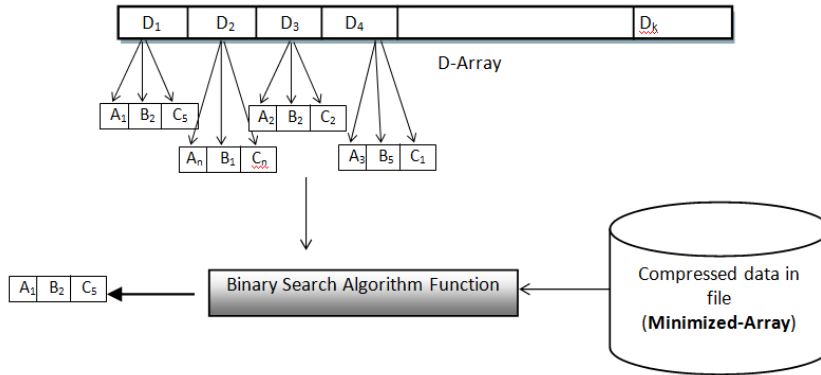 D1 D2 D3 D4 Dk
D-Array
A1 B2 C5
A2 B2 C2
An B1 Cn
A3 B5 C1
Binary Search Algorithm Function
Compressed data in
file
(Minimized-Array)
A1 B2 C5